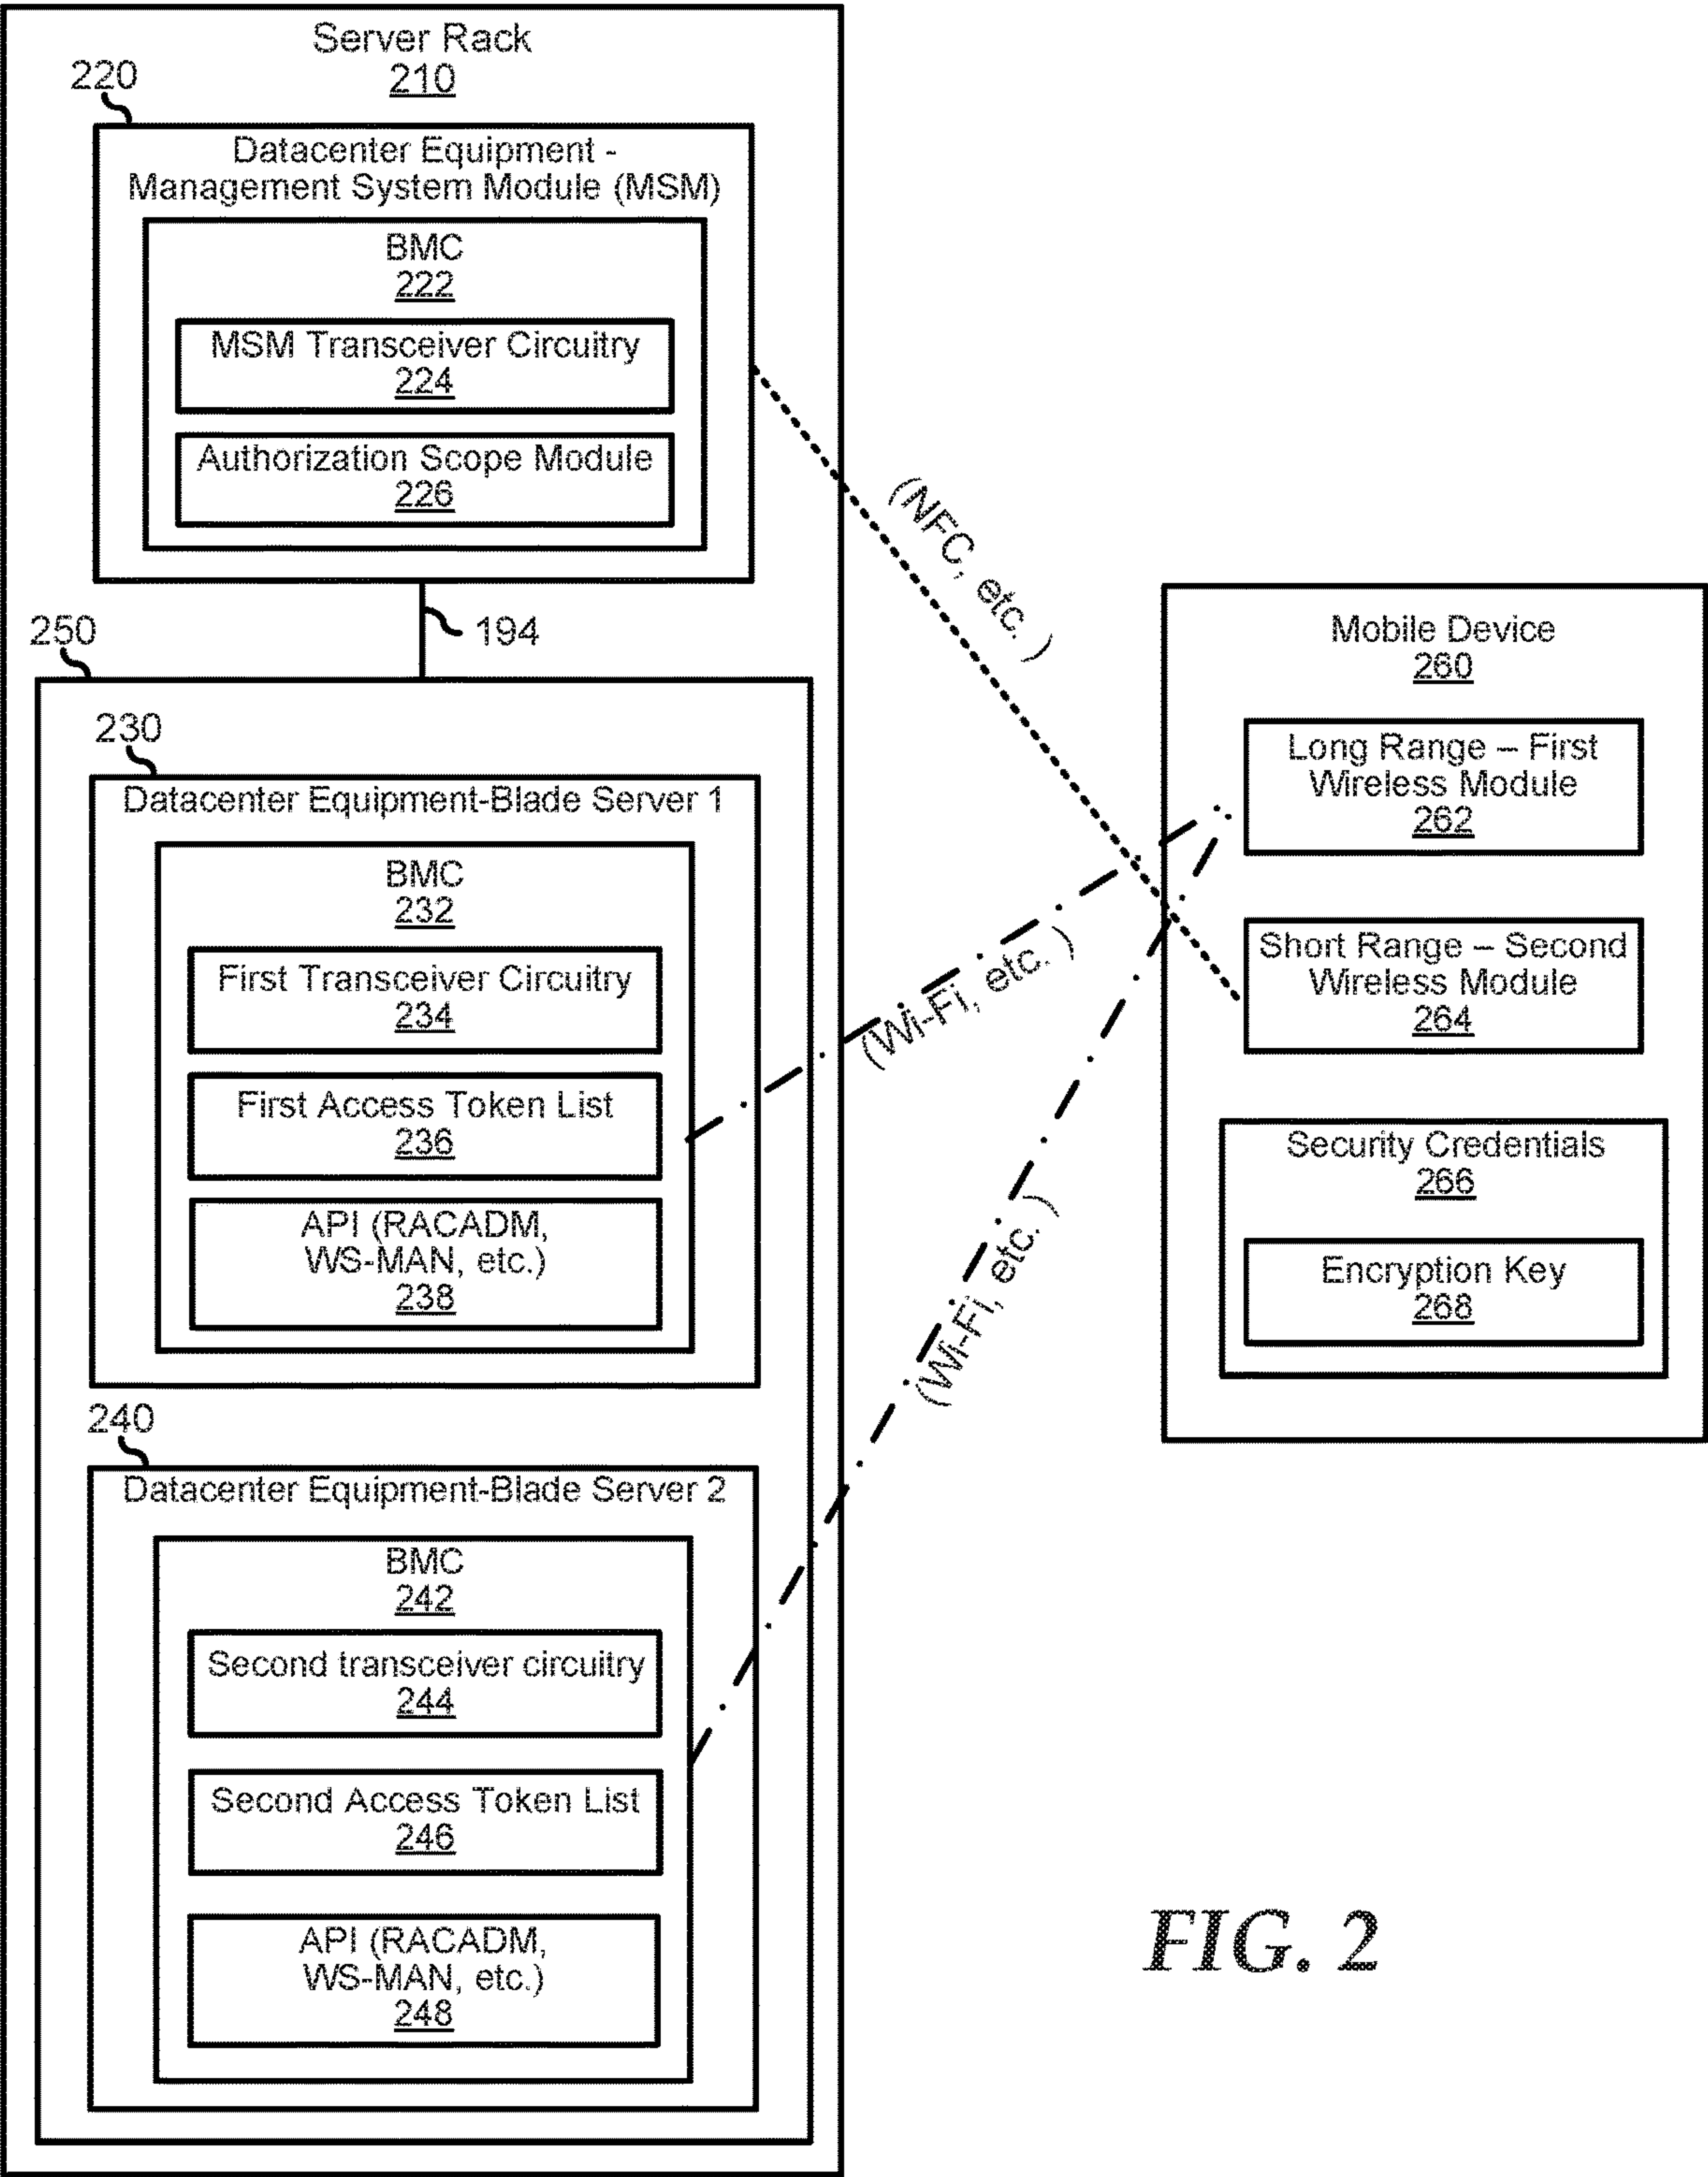 Server Rack
210
220
Datacenter Equipment -
Management System Module (MSM)
BMC
222
MSM Transceiver Circuitry
224
Authorization Scope Module
226
194
250
230
Datacenter Equipment-Blade Server 1
BMC
232
First Transceiver Circuitry
234
First Access Token List
236
API (RACADM,
WS-MAN, etc.)
238
240
Datacenter Equipment-Blade Server 2
BMC
242
Second transceiver circuitry
244
Second Access Token List
246
API (RACADM,
WS-MAN, etc.)
248
(NFC, etc. )
(Wi-Fi, etc. )
(Wi-Fi, etc. )
Mobile Device
260
Long Range – First
Wireless Module
262
Short Range – Second
Wireless Module
264
Security Credentials
266
Encryption Key
268
FIG. 2